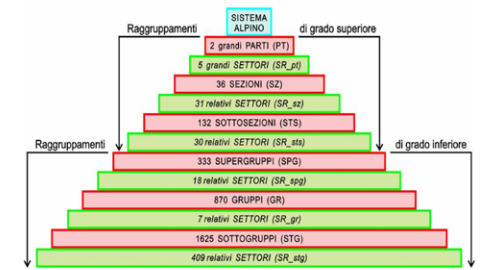 SISTEMA
ALPINO
Raggruppamenti
di grado superiore
2 grandi PARTI (PT)
5 grandi SETTORI (SR_pt)
36 SEZIONI (SZ)
31 relativi SETTORI (SR_sz)
132 SOTTOSEZIONI (STS)
30 relativi SETTORI (SR_sts)
Raggruppamenti
di grado inferiore
333 SUPERGRUPPI (SPG)
18 relativi SETTORI (SR_spg)
870 GRUPPI (GR)
7 relativi SETTORI (SR_gr)
1625 SOTTOGRUPPI (STG)
409 relativi SETTORI (SR_stg)